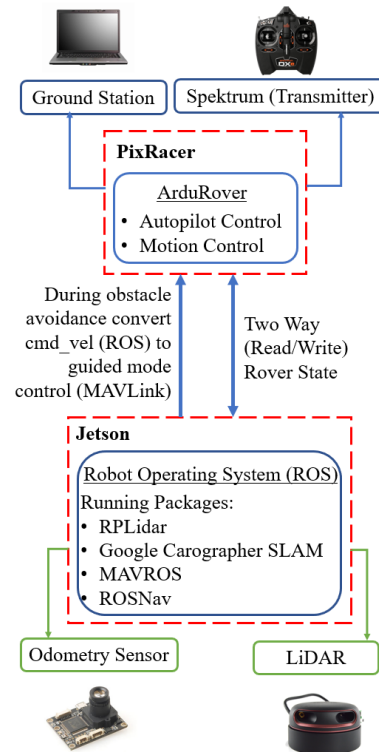 Ground Station
Spektrum (Transmitter)
PixRacer
ArduRover
• Autopilot Control
• Motion Control
During obstacle
avoidance convert
cmd_vel (ROS) to
guided mode
control (MAVLink)
Two Way
(Read/Write)
Rover State
Jetson
Robot Operating System (ROS)
Running Packages:
• RPLidar
• Google Carographer SLAM
• MAVROS
• ROSNav
Odometry Sensor
LiDAR